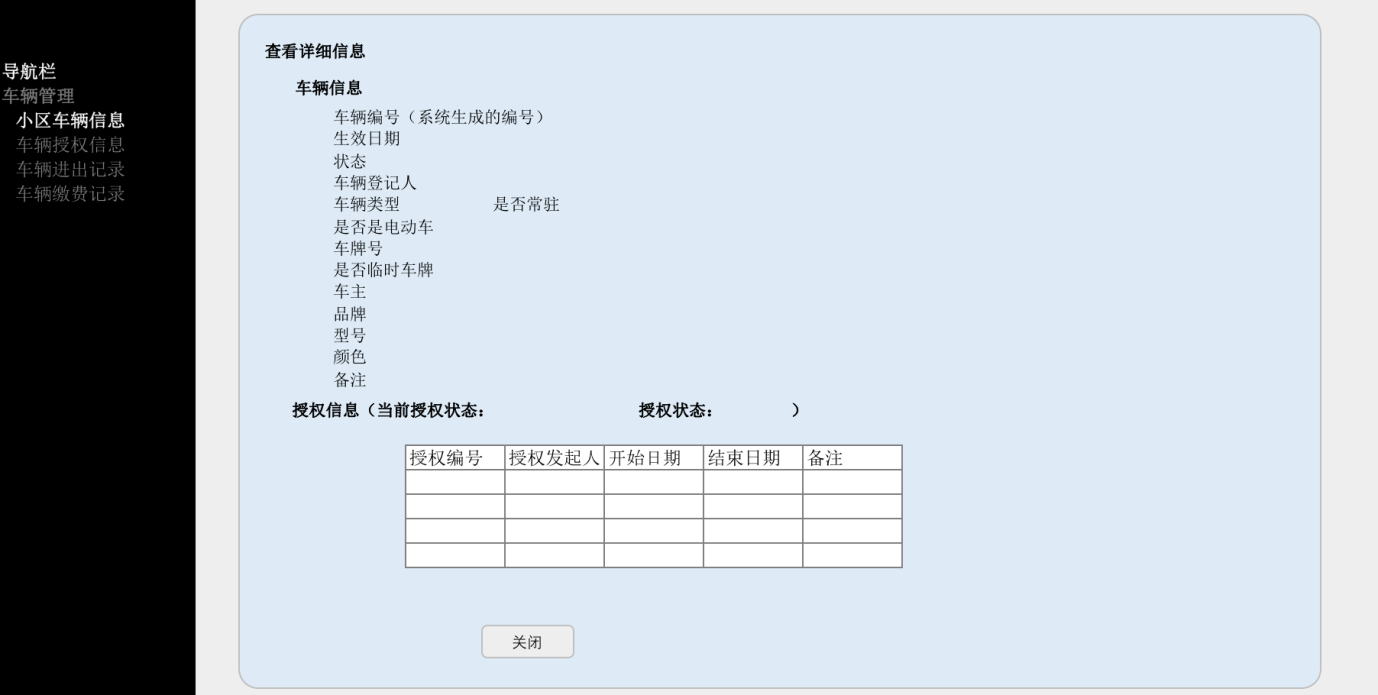 导航栏
车辆管理
小区车辆信息
车辆授权信息
车辆进出记录
车辆缴费记录
查看详细信息
车辆信息
车辆编号（系统生成的编号）
生效日期
状态
车辆登记人
车辆类型 是否常驻
是否是电动车
车牌号
是否临时车牌
车主
品牌
型号
颜色
备注
授权信息（当前授权状态： 授权状态： ）
授权编号 授权发起人 开始日期 结束日期 备注
关闭